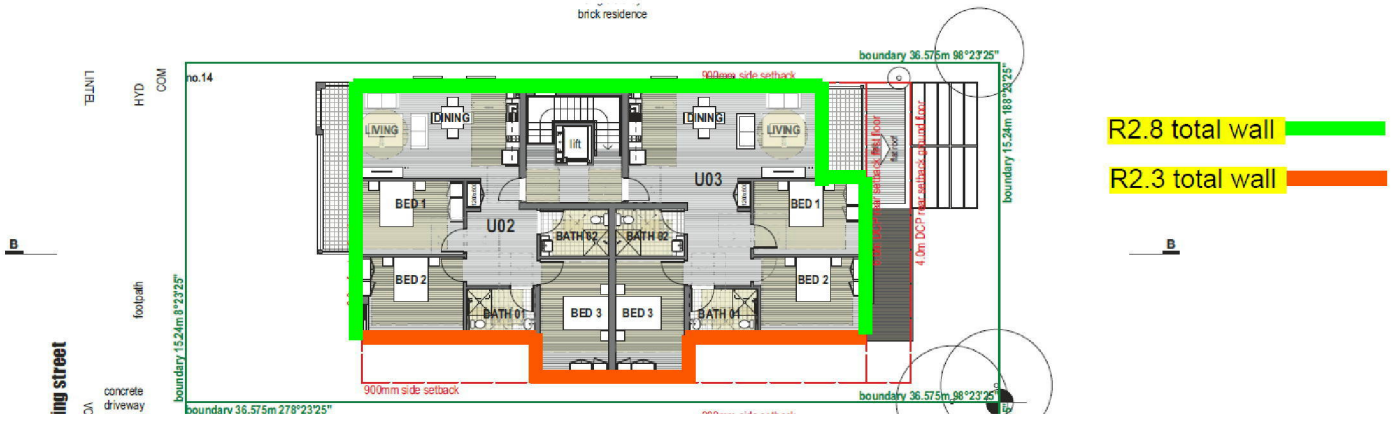 brick residence
boundary 36.575m 98°23'25"
no.14
900mm side setback
COM
HYD
LINTEL
LIVING
DINING
lift
DINING
LIVING
boundary 15.24m 188°23'25"
flat roof
R2.8 total wall
R2.3 total wall
U03
BED 1
BED 1
U02
BATH 02
BATH 02
4.0m DCP rear setback ground floor
B
B
BED 2
BED 2
footpath
boundary 15.24m 8°23'25"
BATH 01
BED 3
BED 3
BATH 01
ing street
concrete
driveway
900mm side setback
boundary 36.575m 98°23'25"
boundary 36.575m 278°23'25"